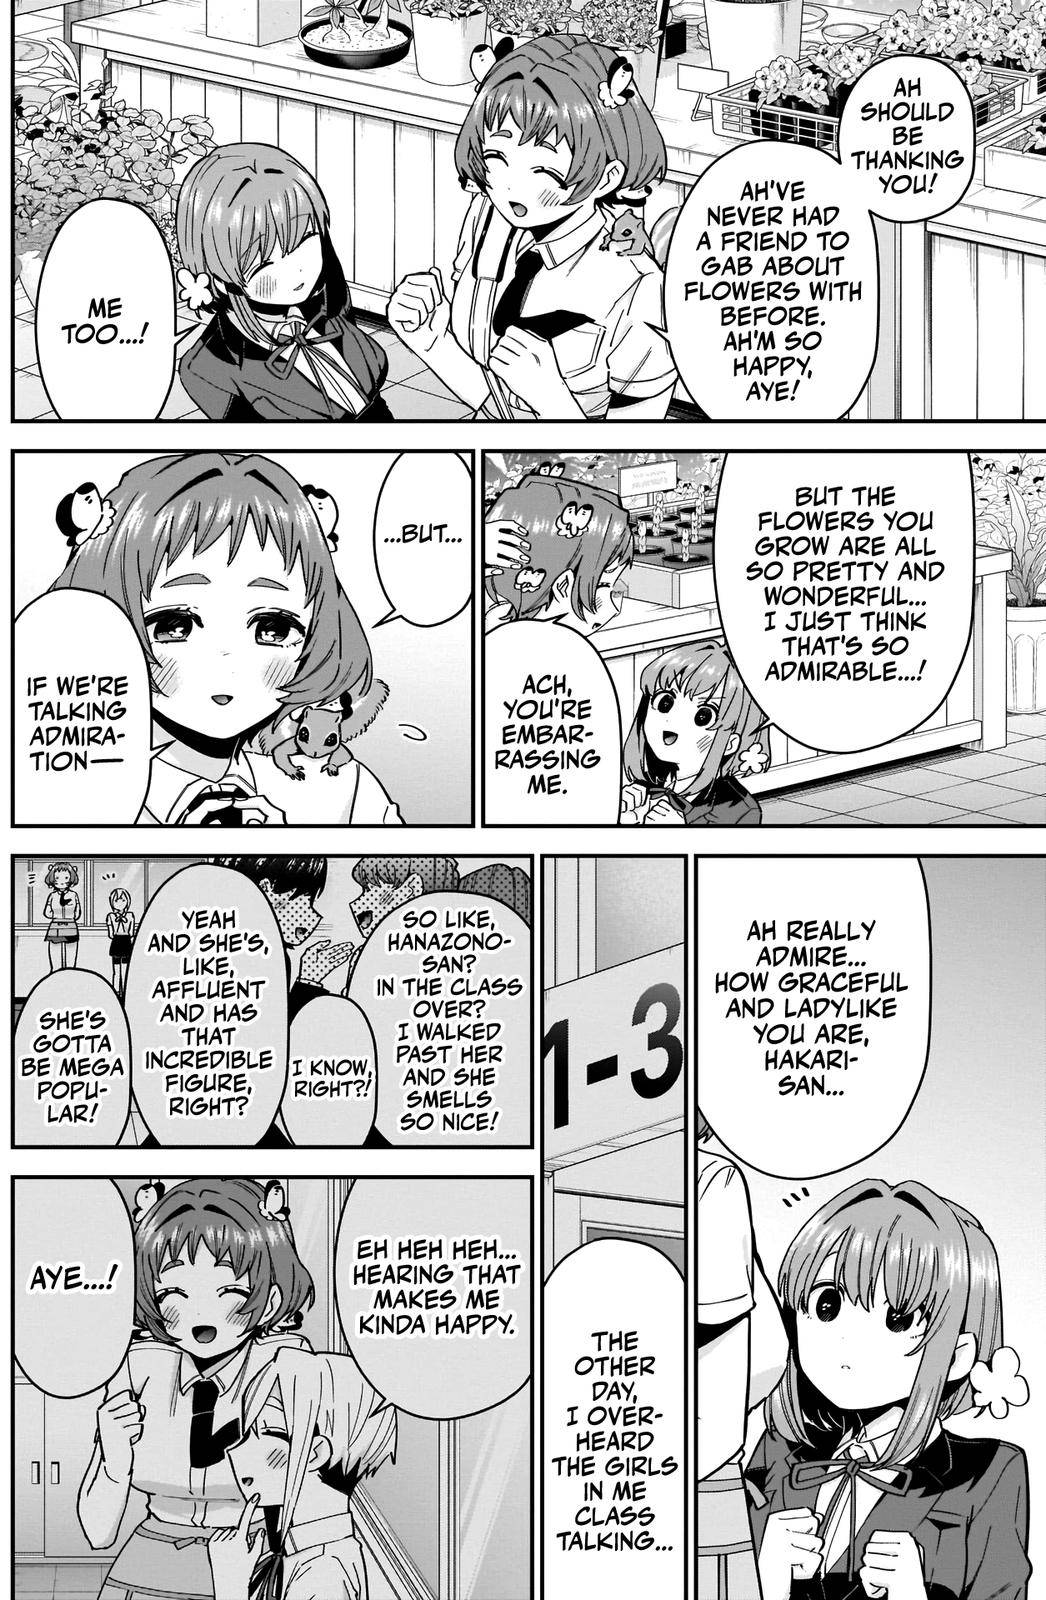 AH
SHOULD
BE
THANKING
YOU!
AH'VE
NEVER HAD
A FRIEND TO
GAB ABOUT
FLOWERS WITH
BEFORE.
AH'M SO
HAPPY,
AYE!
ME
TOO...!
BUT THE
FLOWERS YOU
GROW ARE ALL
SO PRETTY AND
WONDERFUL...
I JUST THINK
THAT'S SO
ADMIRABLE...!
ACH,
YOU'RE
EMBAR-
RASSING
ME.
...BUT...
IF WE'RE
TALKING
ADMIRA-
TION—
AH REALLY
ADMIRE...
HOW GRACEFUL
AND LADYLIKE
YOU ARE,
HAKARI-
SAN...
1-3
THE
OTHER
DAY,
I OVER-
HEARD
THE GIRLS
IN ME
CLASS
TALKING...
SO LIKE,
HANAZONO-
SAN?
IN THE CLASS
OVER?
I WALKED
PAST HER
AND SHE
SMELLS
SO NICE!
I KNOW,
RIGHT?!
YEAH
AND SHE'S,
LIKE,
AFFLUENT
AND HAS
THAT
INCREDIBLE
FIGURE,
RIGHT?
SHE'S
GOTTA
BE MEGA
POPU-
LAR!
EH HEH HEH...
HEARING THAT
MAKES ME
KINDA HAPPY.
AYE...!